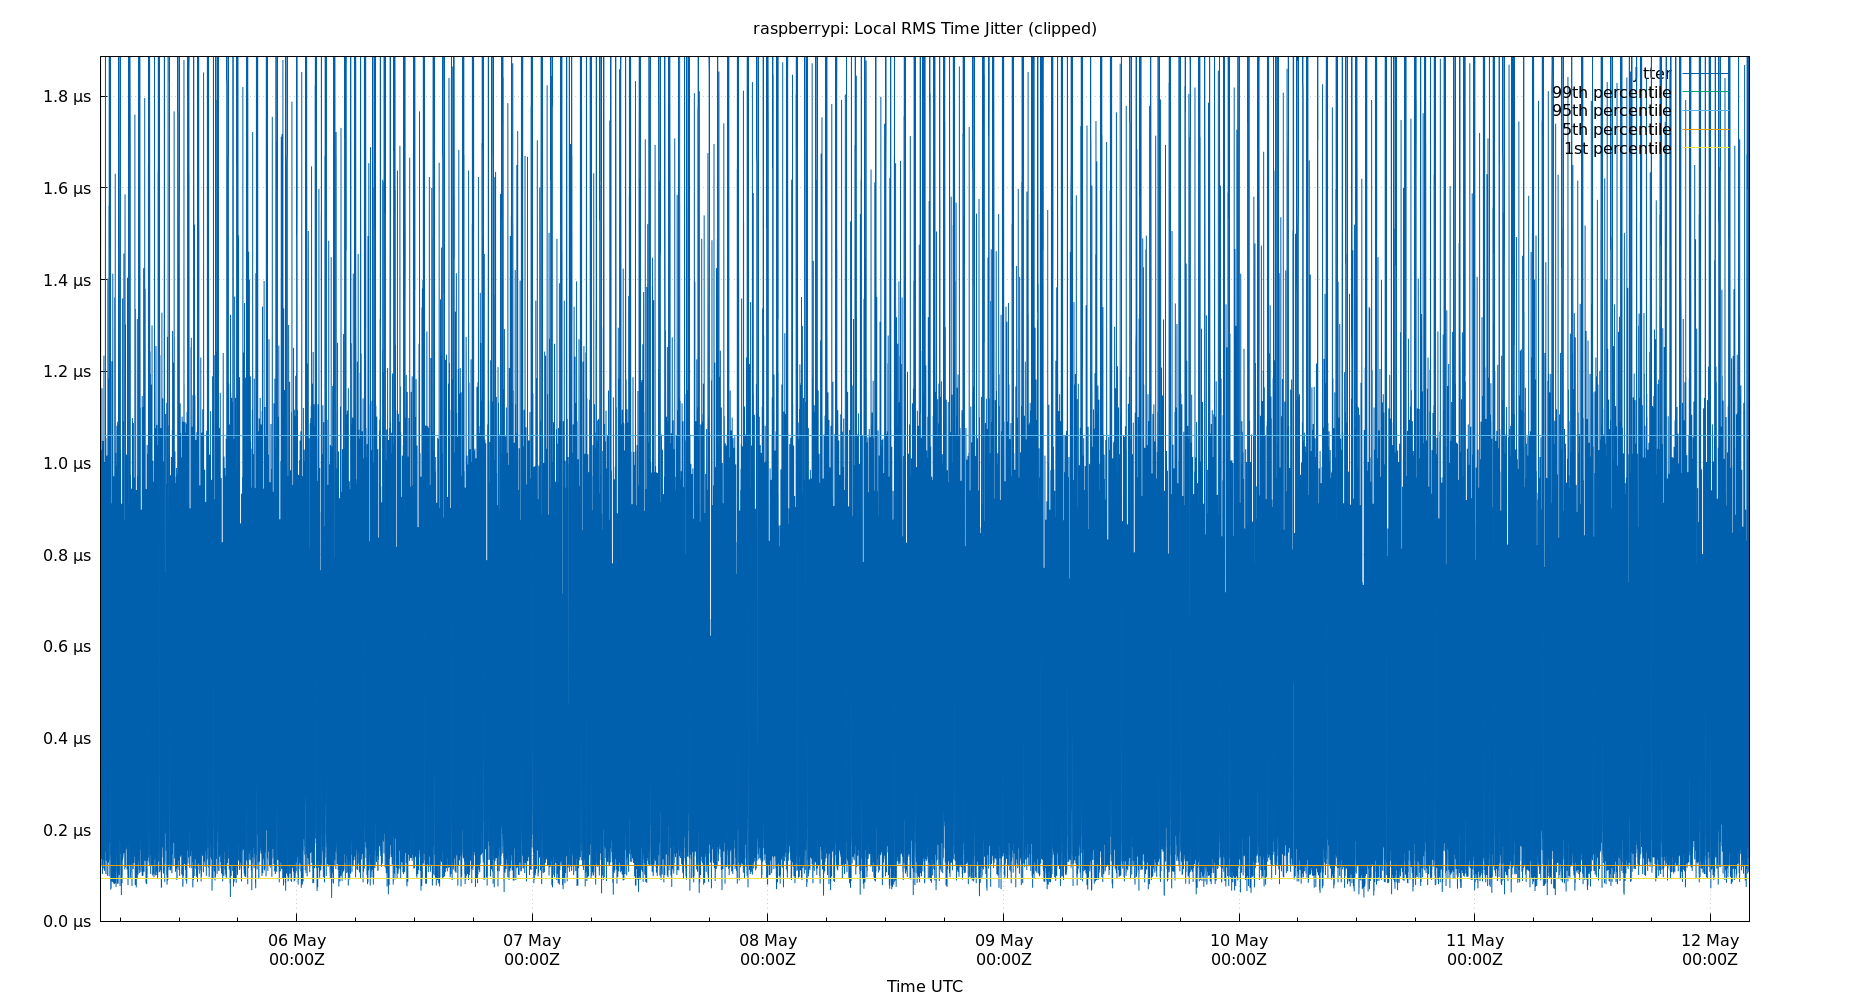 raspberrypi: Local RMS Time Jitter (clipped)
1.8 µs
1.6 µs
1.4 µs
1.2 µs
1.0 µs
0.8 µs
0.6 µs
0.4 µs
0.2 µs
0.0 µs
Jitter
99th percentile
95th percentile
5th percentile
1st percentile
06 May
00:00Z
07 May
00:00Z
08 May
00:00Z
09 May
00:00Z
10 May
00:00Z
11 May
00:00Z
12 May
00:00Z
Time UTC